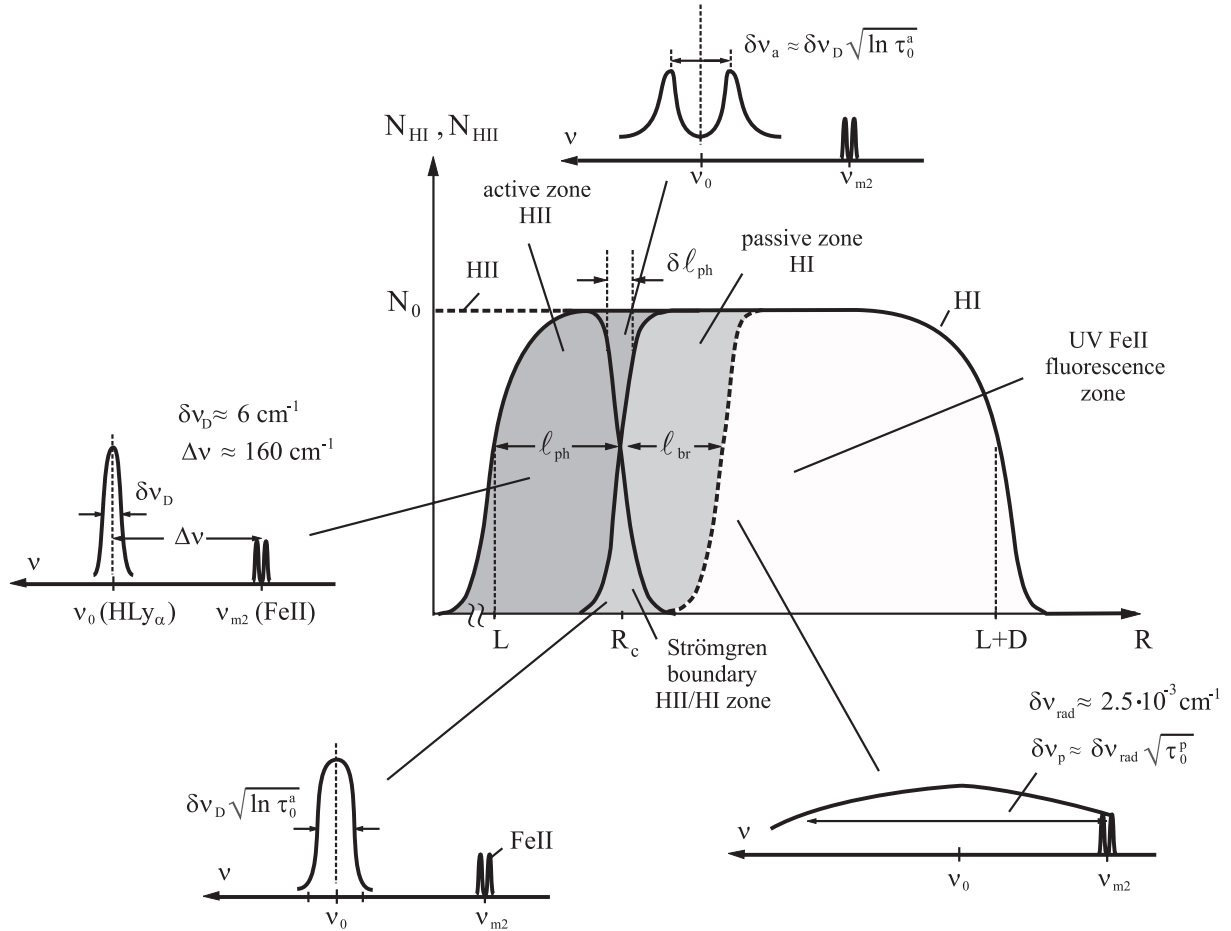 δν_a ≈ δν_D √(ln τ_0^a)
N_HI , N_HII
ν
ν_0
ν_m2
active zone
HII
passive zone
HI
δℓ_ph
HII
N_0
HI
UV FeII
fluorescence
zone
δν_D ≈ 6 cm^-1
Δν ≈ 160 cm^-1
ℓ_ph
ℓ_br
δν_D
Δν
ν
ν_0 (HLy_α)
ν_m2 (FeII)
L
R_c
L+D
R
Strömgren
boundary
HII/HI zone
δν_rad ≈ 2.5·10^-3 cm^-1
δν_p ≈ δν_rad √(τ_0^p)
δν_D √(ln τ_0^a)
FeII
ν
ν_0
ν_m2
ν
ν_0
ν_m2